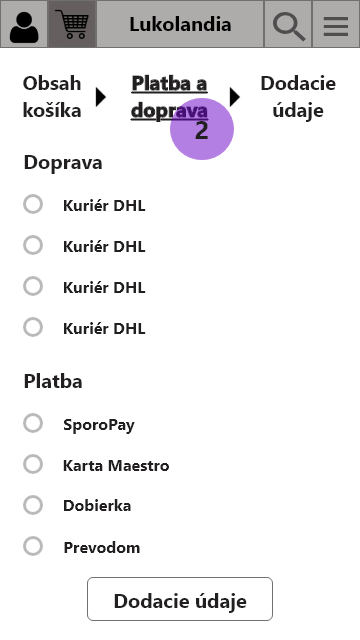 Lukolandia
Obsah
košíka
Platba a
doprava
Dodacie
údaje
2
Doprava
Kuriér DHL
Kuriér DHL
Kuriér DHL
Kuriér DHL
Platba
SporoPay
Karta Maestro
Dobierka
Prevodom
Dodacie údaje